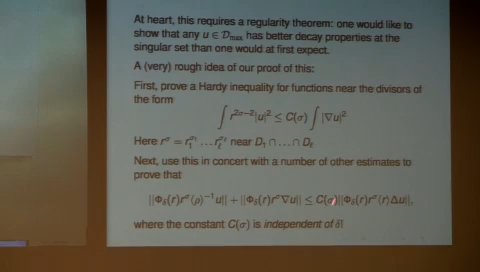 At heart, this requires a regularity theorem: one would like to
show that any u ∈ D_max has better decay properties at the
singular set than one would at first expect.
A (very) rough idea of our proof of this:
First, prove a Hardy inequality for functions near the divisors of
the form
∫ r^{2σ−2}|u|² ≤ C(σ) ∫ |∇u|²
Here r^σ = r_1^{σ_1} … r_ℓ^{σ_ℓ} near D_1 ∩ … ∩ D_ℓ
Next, use this in concert with a number of other estimates to
prove that
||Φ_δ(r)r^σ⟨ρ⟩^{−1}u|| + ||Φ_δ(r)r^σ∇u|| ≤ C(σ)||Φ_δ(r)r^σ⟨r⟩Δu||,
where the constant C(σ) is independent of δ!